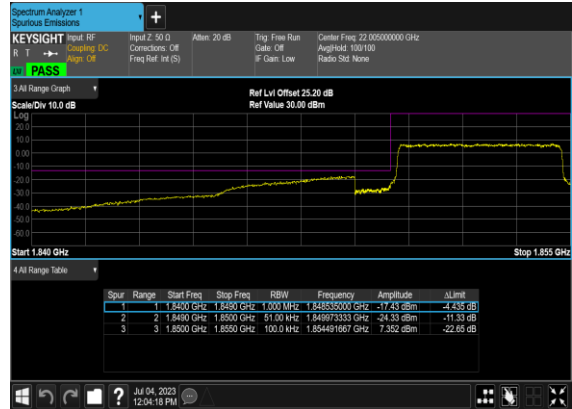 Spectrum Analyzer 1
Spurious Emissions
KEYSIGHT Input: RF Input Z: 50 Ω Atten: 20 dB Trig: Free Run Center Freq: 22.005000000 GHz
R T Coupling: DC Corrections: Off Gate: Off Avg|Hold: 100/100
Align: Off Freq Ref: Int (S) IF Gain: Low Radio Std: None
PASS
3 All Range Graph
Ref Lvl Offset 25.20 dB
Scale/Div 10.0 dB Ref Value 30.00 dBm
Log
20.0
10.0
0.00
-10.0
-20.0
-30.0
-40.0
-50.0
-60.0
Start 1.840 GHz Stop 1.855 GHz
4 All Range Table
Spur Range Start Freq Stop Freq RBW Frequency Amplitude ΔLimit
1 1 1.8400 GHz 1.8490 GHz 1.000 MHz 1.848535000 GHz -17.43 dBm -4.435 dB
2 2 1.8490 GHz 1.8500 GHz 51.00 kHz 1.849973333 GHz -24.33 dBm -11.33 dB
3 3 1.8500 GHz 1.8550 GHz 100.0 kHz 1.854491667 GHz 7.352 dBm -22.65 dB
?
Jul 04, 2023
12:04:18 PM